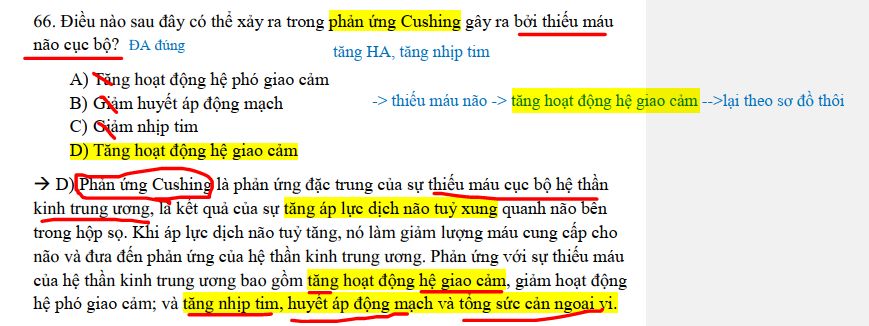 66. Điều nào sau đây có thể xảy ra trong phản ứng Cushing gây ra bởi thiếu máu
não cục bộ? ĐA đúng
tăng HA, tăng nhịp tim
A) Tăng hoạt động hệ phó giao cảm
B) Giảm huyết áp động mạch
-> thiếu máu não -> tăng hoạt động hệ giao cảm -->lại theo sơ đồ thôi
C) Giảm nhịp tim
D) Tăng hoạt động hệ giao cảm
→ D) Phản ứng Cushing là phản ứng đặc trung của sự thiếu máu cục bộ hệ thần
kinh trung ương, là kết quả của sự tăng áp lực dịch não tuỷ xung quanh não bên
trong hộp sọ. Khi áp lực dịch não tuỷ tăng, nó làm giảm lượng máu cung cấp cho
não và đưa đến phản ứng của hệ thần kinh trung ương. Phản ứng với sự thiếu máu
của hệ thần kinh trung ương bao gồm tăng hoạt động hệ giao cảm, giảm hoạt động
hệ phó giao cảm; và tăng nhịp tim, huyết áp động mạch và tổng sức cản ngoại vi.